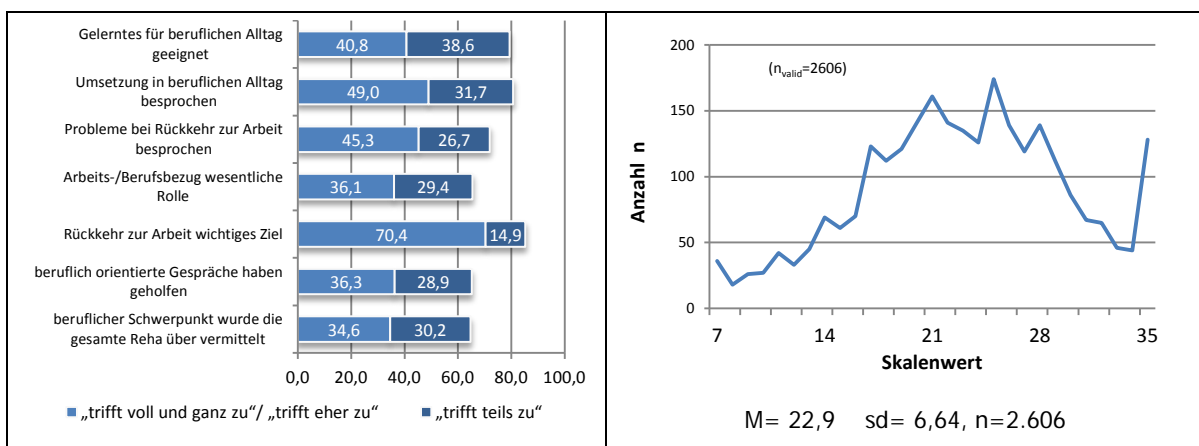 Gelerntes für beruflichen Alltag
geeignet
40,8 38,6
Umsetzung in beruflichen Alltag
besprochen
49,0 31,7
Probleme bei Rückkehr zur Arbeit
besprochen
45,3 26,7
Arbeits-/Berufsbezug wesentliche
Rolle
36,1 29,4
Rückkehr zur Arbeit wichtiges Ziel
70,4 14,9
beruflich orientierte Gespräche haben
geholfen
36,3 28,9
beruflicher Schwerpunkt wurde die
gesamte Reha über vermittelt
34,6 30,2
0,0 20,0 40,0 60,0 80,0 100,0
„trifft voll und ganz zu“/ „trifft eher zu“ „trifft teils zu“
200
150
100
50
0
Anzahl n
(nvalid=2606)
7 14 21 28 35
Skalenwert
M= 22,9 sd= 6,64, n=2.606